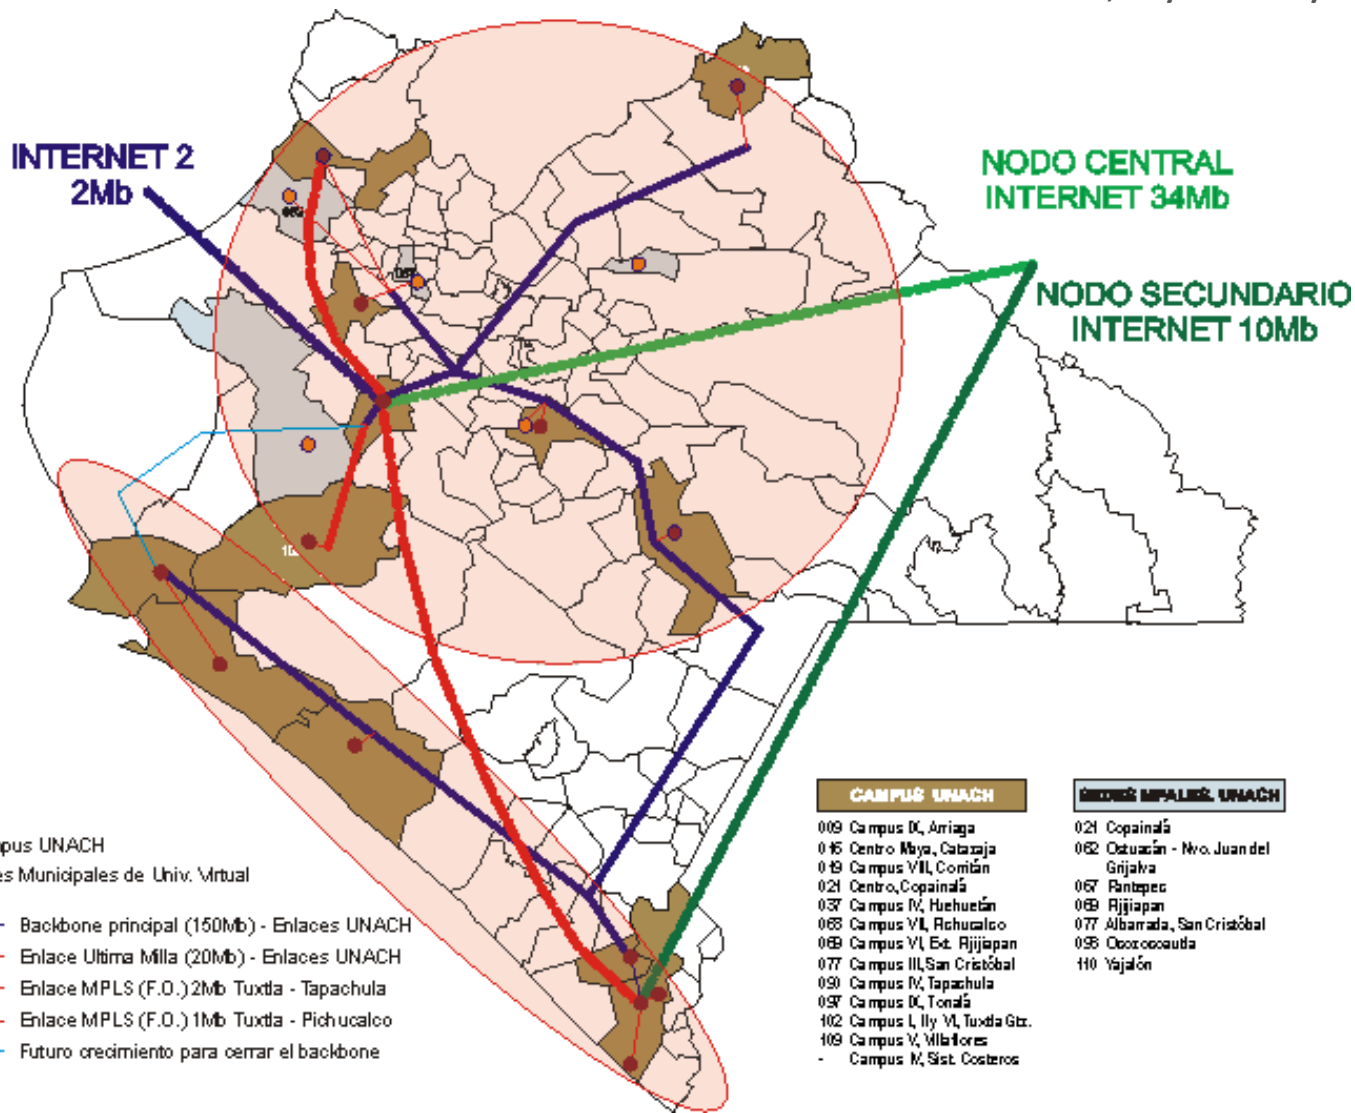 INTERNET 2
2Mb
NODO CENTRAL
INTERNET 34Mb
NODO SECUNDARIO
INTERNET 10Mb
pus UNACH
es Municipales de Univ. Virtual
Backbone principal (150Mb) - Enlaces UNACH
Enlace Ultima Milla (20Mb) - Enlaces UNACH
Enlace MPLS (F.O.) 2Mb Tuxtla - Tapachula
Enlace MPLS (F.O.) 1Mb Tuxtla - Pichucalco
Futuro crecimiento para cerrar el backbone
CAMPUS UNACH
009 Campus IX, Arriaga
016 Centro Maya, Catazaja
019 Campus VIII, Comitán
021 Centro, Copainalá
037 Campus IV, Huehuetán
068 Campus VII, Pichucalco
069 Campus VI, Ext. Pijijiapan
077 Campus III, San Cristóbal
090 Campus IV, Tapachula
097 Campus IX, Tonalá
102 Campus I, II y VI, Tuxtla Gtz.
109 Campus V, Villaflores
- Campus IV, Sist. Costeros
SEDES MPALES. UNACH
021 Copainalá
062 Ostuacán - Nvo. Juan del
Grijalva
067 Pantepec
069 Pijijiapan
077 Albarrada, San Cristóbal
098 Ocozocoautla
110 Yajalón